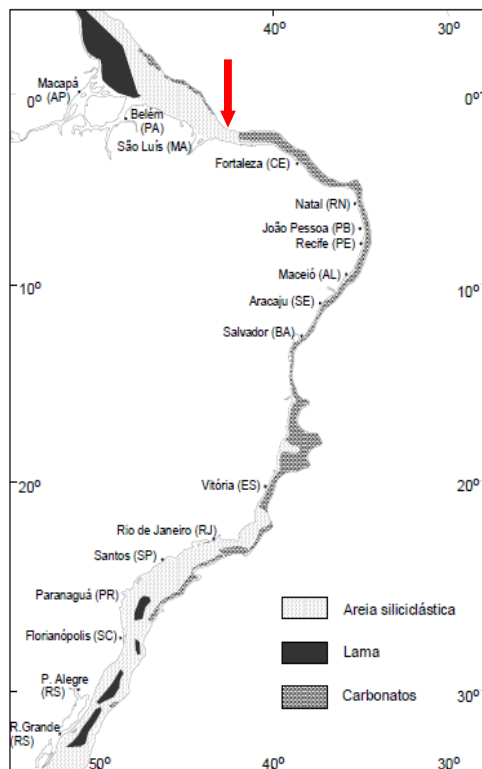 40º
30º
Macapá
(AP)
0º
0º
Belém
(PA)
São Luís (MA)
Fortaleza (CE)
Natal (RN)
João Pessoa (PB)
Recife (PE)
Maceió (AL)
10º
10º
Aracaju (SE)
Salvador (BA)
20º
Vitória (ES)
20º
Rio de Janeiro (RJ)
Santos (SP)
Paranaguá (PR)
Areia siliciclástica
Florianópolis (SC)
Lama
P. Alegre
(RS)
Carbonatos
30º
R.Grande
(RS)
50º
40º
30º